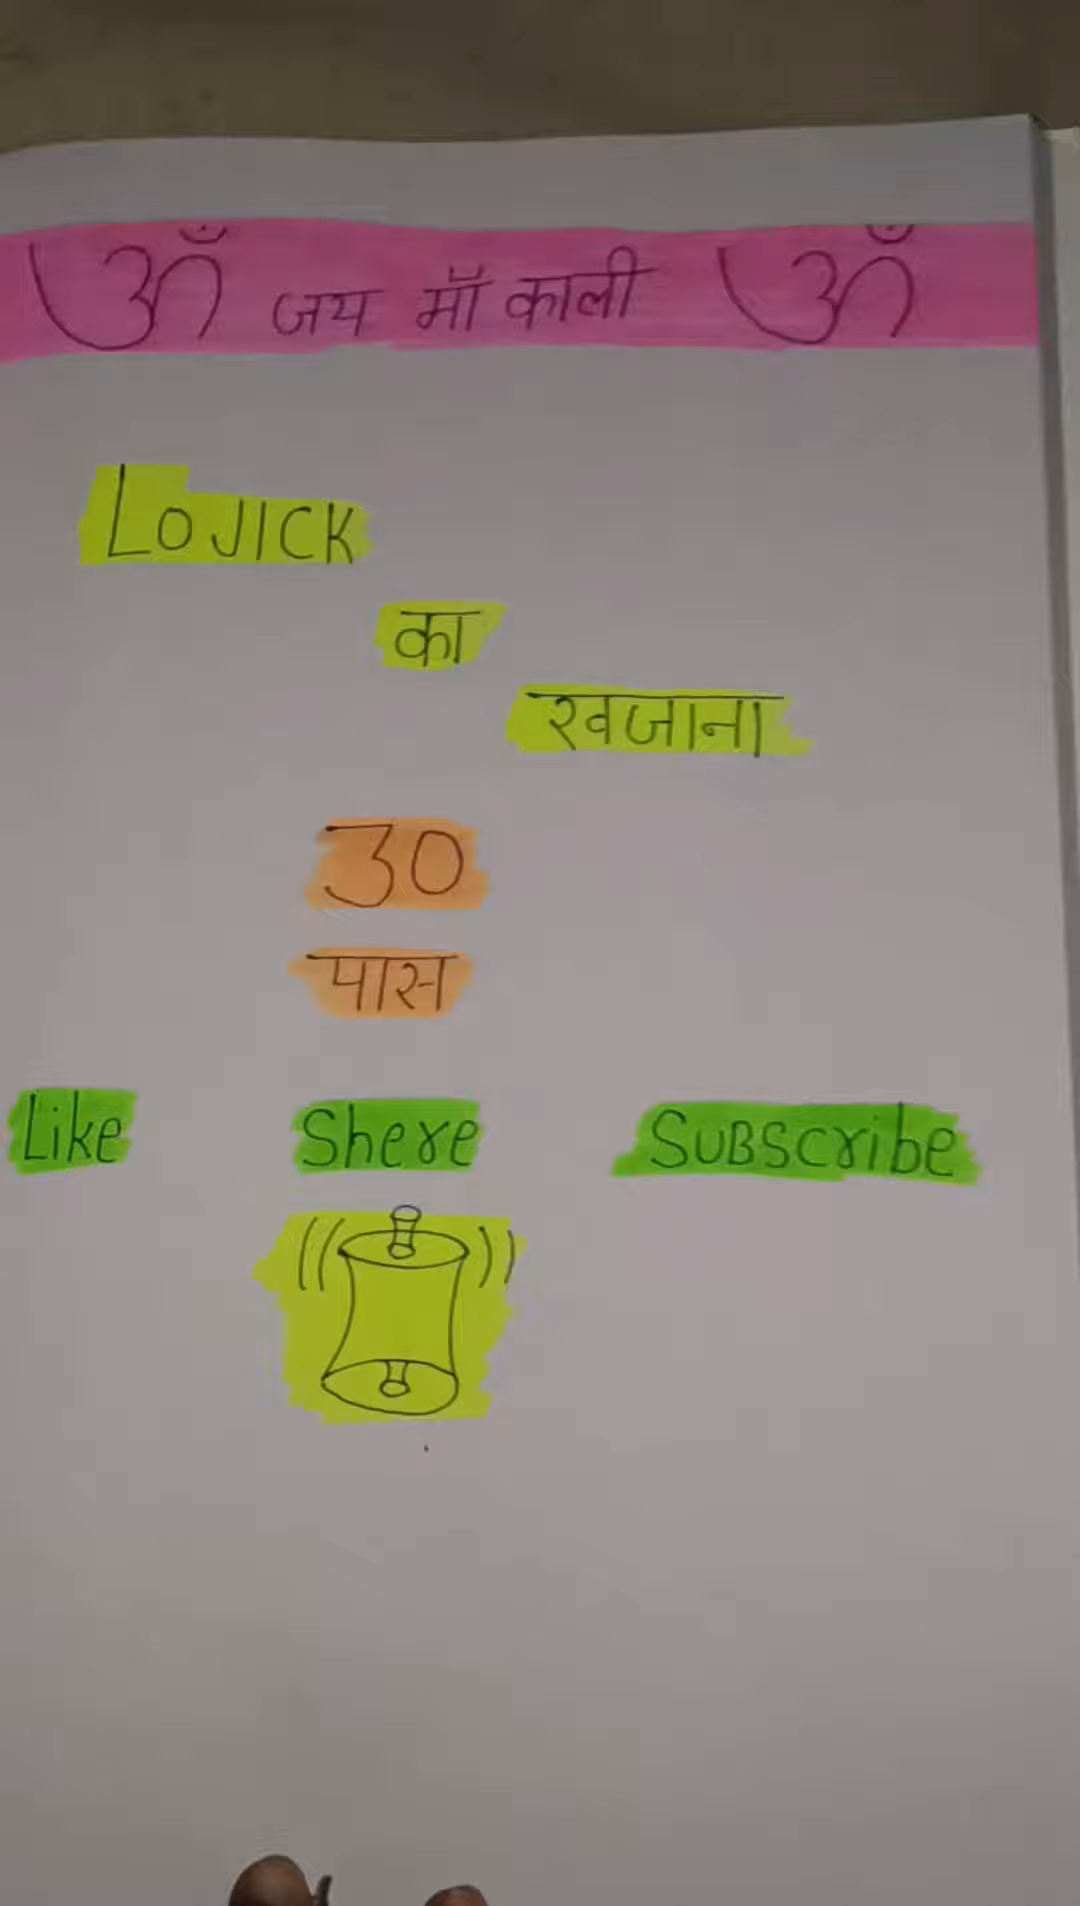 ॐ जय माँ काली ॐ
LOJICK
का
खजाना
30
पास
Like Shere SUBScribe